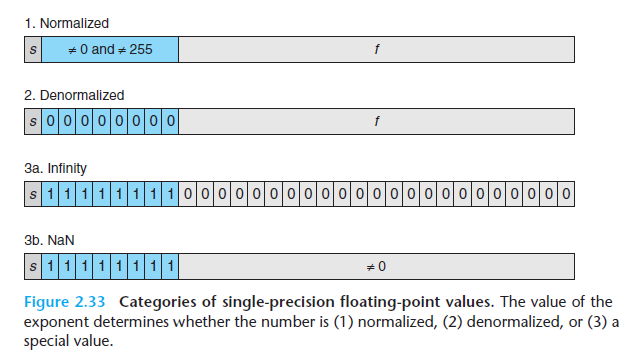 1. Normalized
s ≠ 0 and ≠ 255 f
2. Denormalized
s 0 0 0 0 0 0 0 0 f
3a. Infinity
s 1 1 1 1 1 1 1 1 0 0 0 0 0 0 0 0 0 0 0 0 0 0 0 0 0 0 0 0 0 0 0
3b. NaN
s 1 1 1 1 1 1 1 1 ≠ 0
Figure 2.33 Categories of single-precision floating-point values. The value of the
exponent determines whether the number is (1) normalized, (2) denormalized, or (3) a
special value.